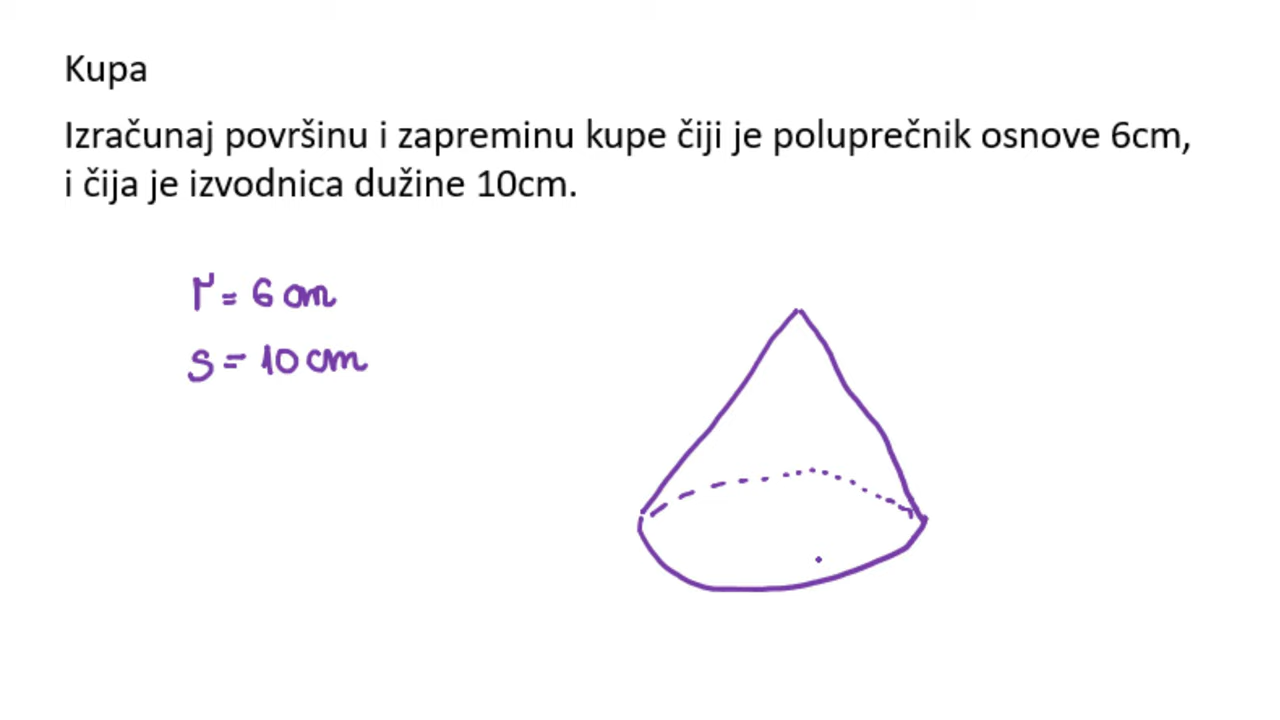 Kupa
Izračunaj površinu i zapreminu kupe čiji je poluprečnik osnove 6cm,
i čija je izvodnica dužine 10cm.
r = 6 cm
s = 10 cm